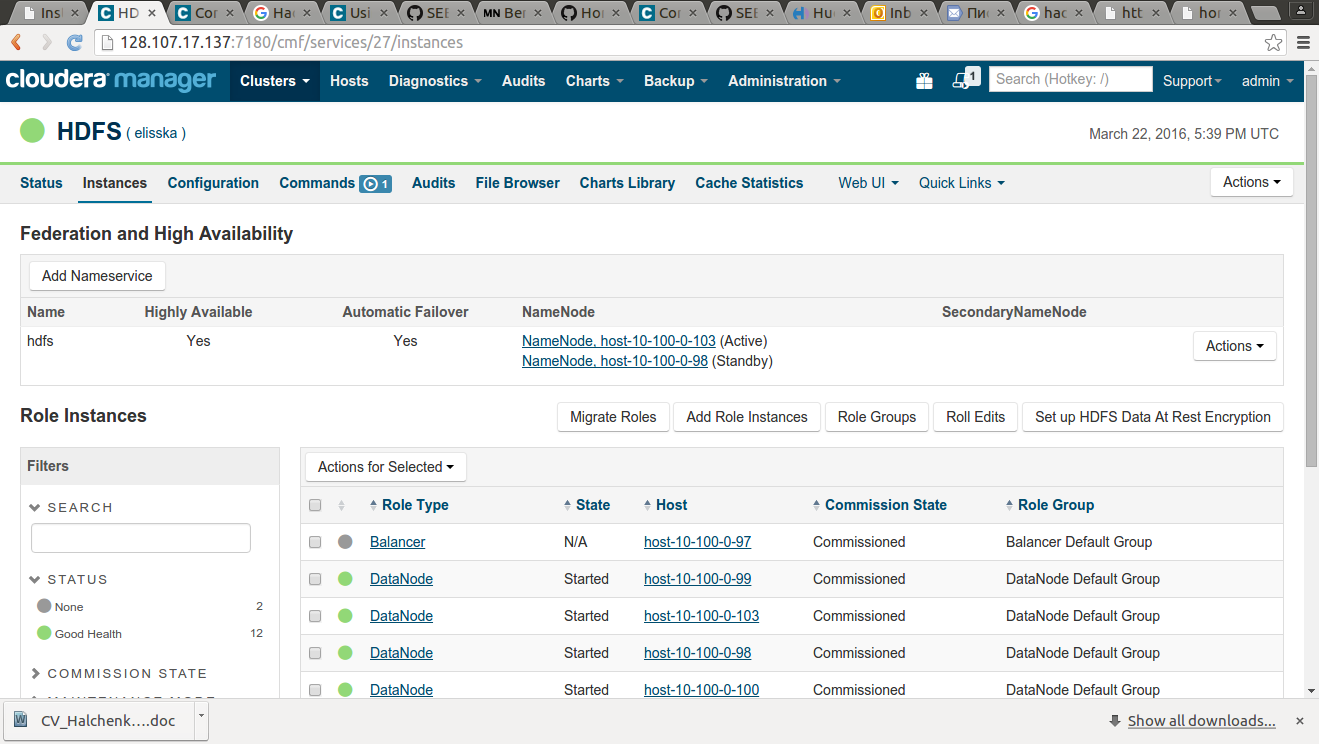 Inst
HD
Cor
Hae
Usi
SEE
MN Ber
Hor
Cor
SEE
Hue
Inb
Пис
hac
htt
hor
128.107.17.137:7180/cmf/services/27/instances
cloudera manager
Clusters
Hosts
Diagnostics
Audits
Charts
Backup
Administration
1
Search (Hotkey: /)
Support
admin
HDFS ( elisska )
March 22, 2016, 5:39 PM UTC
Status
Instances
Configuration
Commands 1
Audits
File Browser
Charts Library
Cache Statistics
Web UI
Quick Links
Actions
Federation and High Availability
Add Nameservice
Name Highly Available Automatic Failover NameNode SecondaryNameNode
hdfs Yes Yes NameNode, host-10-100-0-103 (Active)
NameNode, host-10-100-0-98 (Standby)
Actions
Role Instances
Migrate Roles
Add Role Instances
Role Groups
Roll Edits
Set up HDFS Data At Rest Encryption
Filters
SEARCH
STATUS
None 2
Good Health 12
COMMISSION STATE
MAINTENANCE MODE
Actions for Selected
Role Type State Host Commission State Role Group
Balancer N/A host-10-100-0-97 Commissioned Balancer Default Group
DataNode Started host-10-100-0-99 Commissioned DataNode Default Group
DataNode Started host-10-100-0-103 Commissioned DataNode Default Group
DataNode Started host-10-100-0-98 Commissioned DataNode Default Group
DataNode Started host-10-100-0-100 Commissioned DataNode Default Group
CV_Halchenk....doc
Show all downloads...